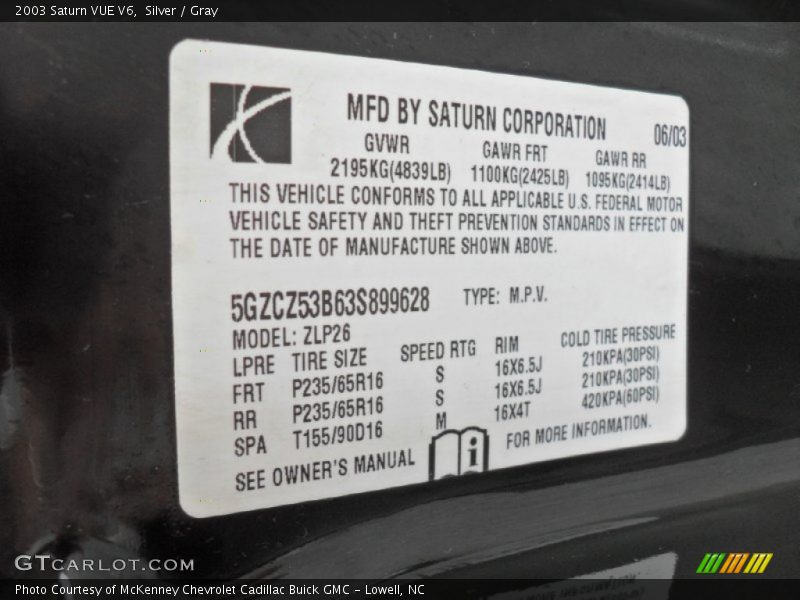 2003 Saturn VUE V6,  Silver / Gray
MFD BY SATURN CORPORATION 06/03
GVWR GAWR FRT GAWR RR
2195KG(4839LB) 1100KG(2425LB) 1095KG(2414LB)
THIS VEHICLE CONFORMS TO ALL APPLICABLE U.S. FEDERAL MOTOR
VEHICLE SAFETY AND THEFT PREVENTION STANDARDS IN EFFECT ON
THE DATE OF MANUFACTURE SHOWN ABOVE.
5GZCZ53B63S899628 TYPE: M.P.V.
MODEL: ZLP26
LPRE TIRE SIZE SPEED RTG RIM COLD TIRE PRESSURE
FRT P235/65R16 S 16X6.5J 210KPA(30PSI)
RR P235/65R16 S 16X6.5J 210KPA(30PSI)
SPA T155/90D16 M 16X4T 420KPA(60PSI)
SEE OWNER'S MANUAL i FOR MORE INFORMATION.
GTCARLOT.COM
Photo Courtesy of McKenney Chevrolet Cadillac Buick GMC - Lowell, NC